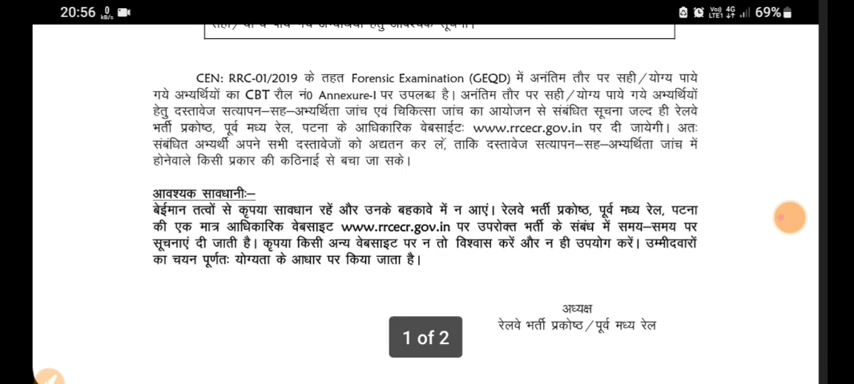 20:56 0 kB/s Vo) 4G LTE1 69%
CEN: RRC-01/2019 के तहत Forensic Examination (GEQD) में अनंतिम तौर पर सही/योग्य पाये
गये अभ्यर्थियों का CBT रौल नं0 Annexure-I पर उपलब्ध है। अनंतिम तौर पर सही/योग्य पाये गये अभ्यर्थियों
हेतु दस्तावेज सत्यापन-सह-अभ्यर्थिता जांच एवं चिकित्सा जांच का आयोजन से संबंधित सूचना जल्द ही रेलवे
भर्ती प्रकोष्ठ, पूर्व मध्य रेल, पटना के आधिकारिक वेबसाईटः www.rrcecr.gov.in पर दी जायेगी। अतः
संबंधित अभ्यर्थी अपने सभी दस्तावेजों को अद्यतन कर लें, ताकि दस्तावेज सत्यापन-सह-अभ्यर्थिता जांच में
होनेवाले किसी प्रकार की कठिनाई से बचा जा सके।
आवश्यक सावधानीः-
बेईमान तत्वों से कृपया सावधान रहें और उनके बहकावे में न आएं। रेलवे भर्ती प्रकोष्ठ, पूर्व मध्य रेल, पटना
की एक मात्र आधिकारिक वेबसाइट www.rrcecr.gov.in पर उपरोक्त भर्ती के संबंध में समय-समय पर
सूचनाएं दी जाती है। कृपया किसी अन्य वेबसाइट पर न तो विश्वास करें और न ही उपयोग करें। उम्मीदवारों
का चयन पूर्णतः योग्यता के आधार पर किया जाता है।
अध्यक्ष
रेलवे भर्ती प्रकोष्ठ/पूर्व मध्य रेल
1 of 2